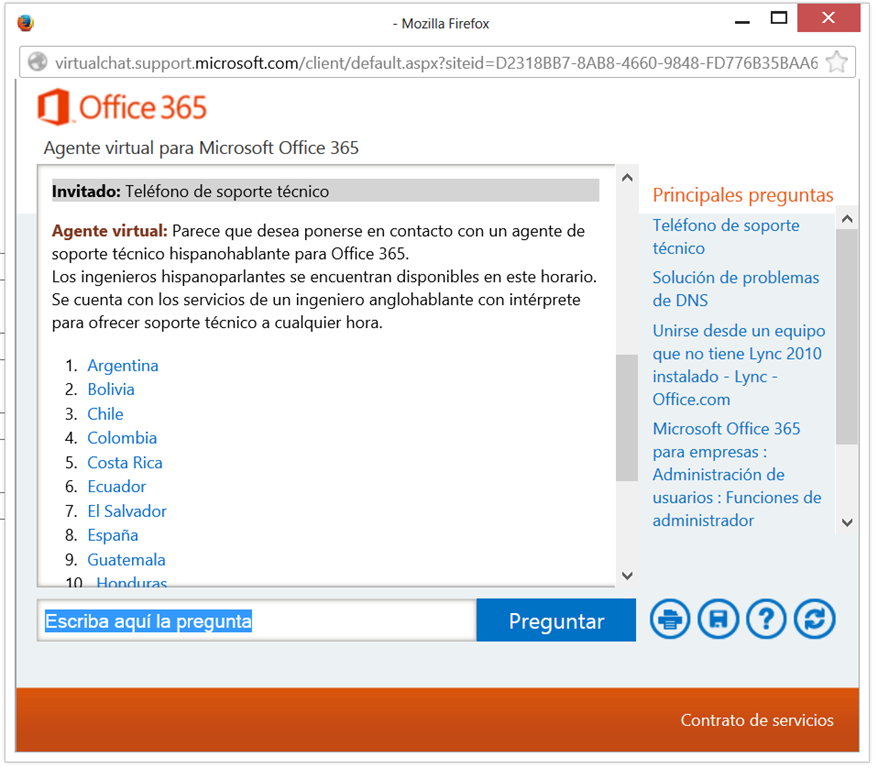 - Mozilla Firefox
virtualchat.support.microsoft.com/client/default.aspx?siteid=D2318BB7-8AB8-4660-9848-FD776B35BAA6
Office 365
Agente virtual para Microsoft Office 365
Invitado: Teléfono de soporte técnico
Agente virtual: Parece que desea ponerse en contacto con un agente de
soporte técnico hispanohablante para Office 365.
Los ingenieros hispanoparlantes se encuentran disponibles en este horario.
Se cuenta con los servicios de un ingeniero anglohablante con intérprete
para ofrecer soporte técnico a cualquier hora.
1. Argentina
2. Bolivia
3. Chile
4. Colombia
5. Costa Rica
6. Ecuador
7. El Salvador
8. España
9. Guatemala
10. Honduras
Principales preguntas
Teléfono de soporte
técnico
Solución de problemas
de DNS
Unirse desde un equipo
que no tiene Lync 2010
instalado - Lync -
Office.com
Microsoft Office 365
para empresas :
Administración de
usuarios : Funciones de
administrador
Escriba aquí la pregunta
Preguntar
Contrato de servicios